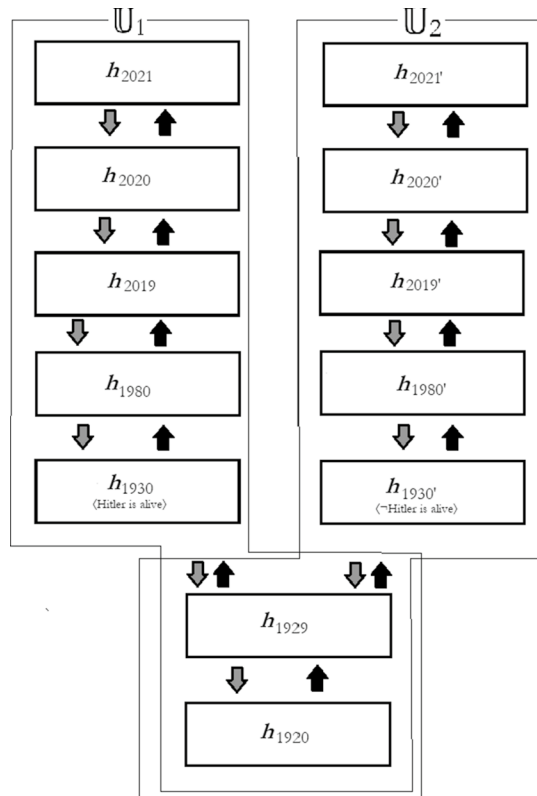 𝕌₁
𝕌₂
h₂₀₂₁
h₂₀₂₁'
h₂₀₂₀
h₂₀₂₀'
h₂₀₁₉
h₂₀₁₉'
h₁₉₈₀
h₁₉₈₀'
h₁₉₃₀
(Hitler is alive)
h₁₉₃₀'
(¬Hitler is alive)
h₁₉₂₉
h₁₉₂₀